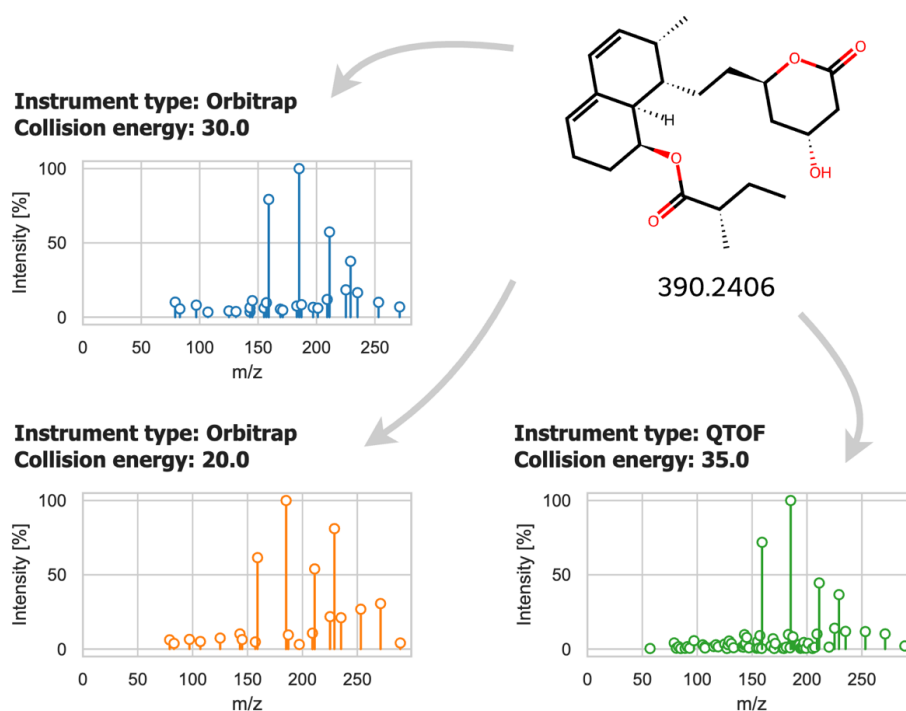 O
O
Instrument type: Orbitrap
Collision energy: 30.0
H
O
OH
O
Intensity [%]
100
50
0
0 50 100 150 200 250
m/z
390.2406
Instrument type: Orbitrap
Collision energy: 20.0
Intensity [%]
100
50
0
0 50 100 150 200 250
m/z
Instrument type: QTOF
Collision energy: 35.0
Intensity [%]
100
50
0
0 50 100 150 200 250
m/z